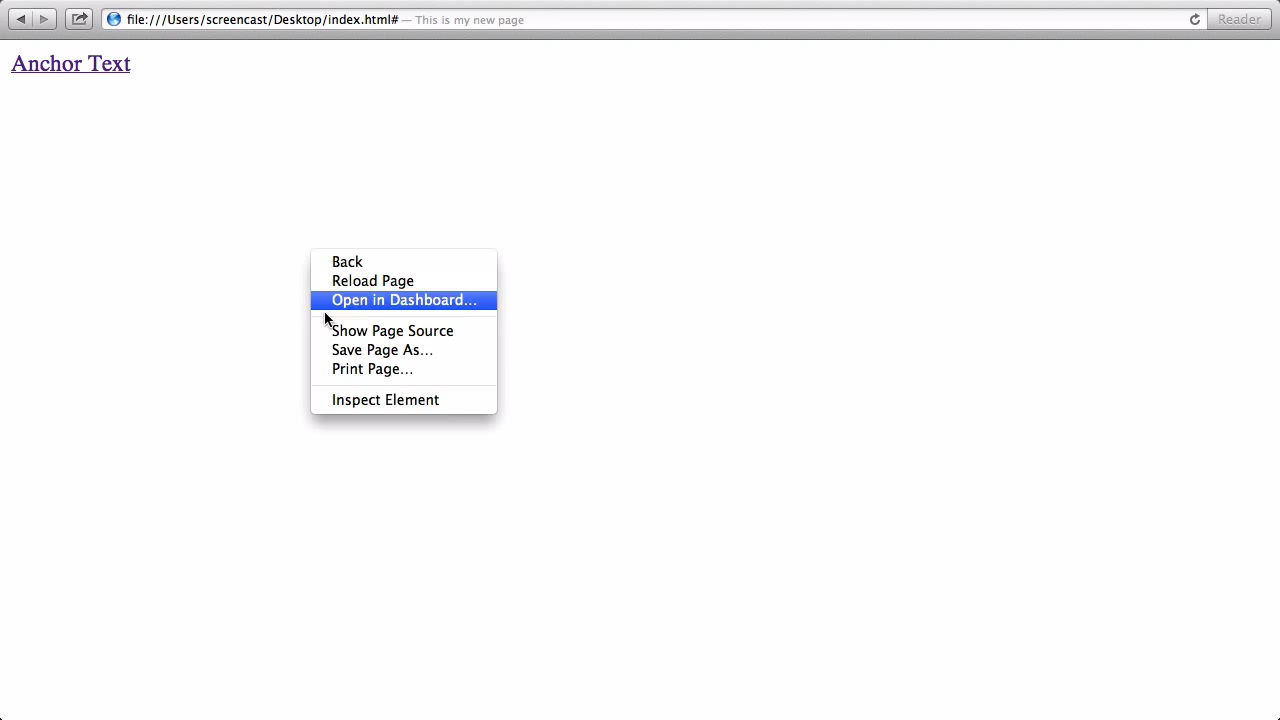 file:///Users/screencast/Desktop/index.html# — This is my new page
Reader
Anchor Text
Back
Reload Page
Open in Dashboard...
Show Page Source
Save Page As...
Print Page...
Inspect Element